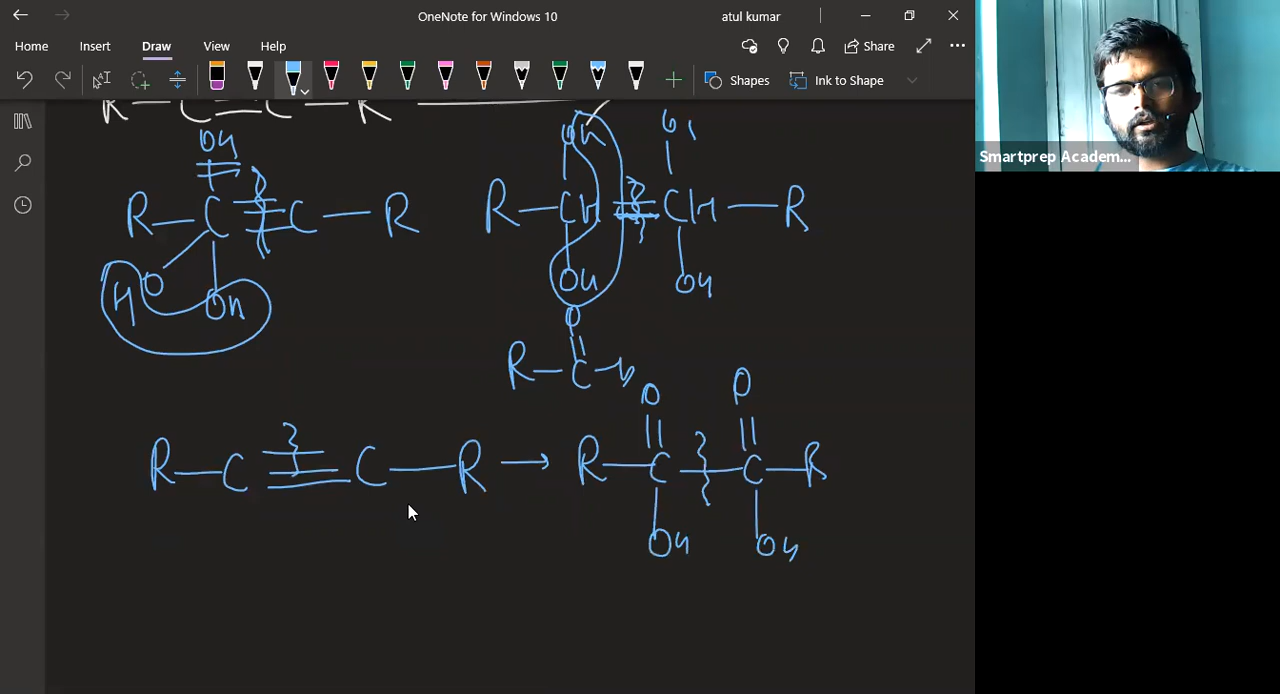 OneNote for Windows 10
atul kumar
Home Insert Draw View Help
Share
Shapes
Ink to Shape
Smartprep Academ...
R — C ≡ C — R
OH
OH
R — C ≡ C — R
R — CH = CH — R
HO
OH
OH
OH
O
R — C — H
O
O
R — C ≡ C — R → R — C — C — R
OH
OH